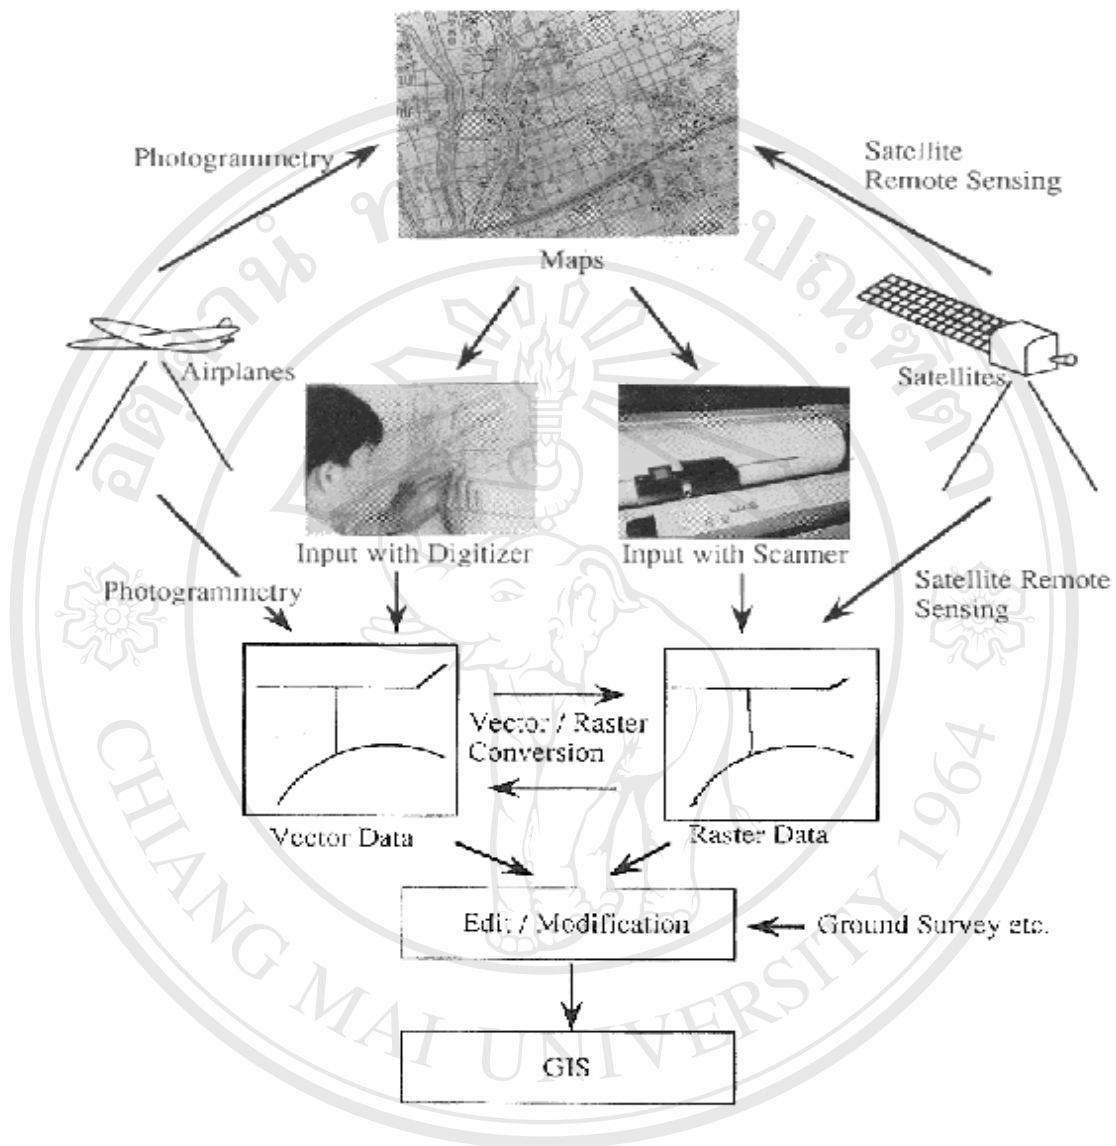 Photogrammetry
Satellite
Remote Sensing
Maps
Airplanes
Satellites
Input with Digitizer
Input with Scanner
Photogrammetry
Satellite Remote
Sensing
Vector / Raster
Conversion
Vector Data
Raster Data
Edit / Modification
Ground Survey etc.
GIS
CHIANG MAI UNIVERSITY 1964